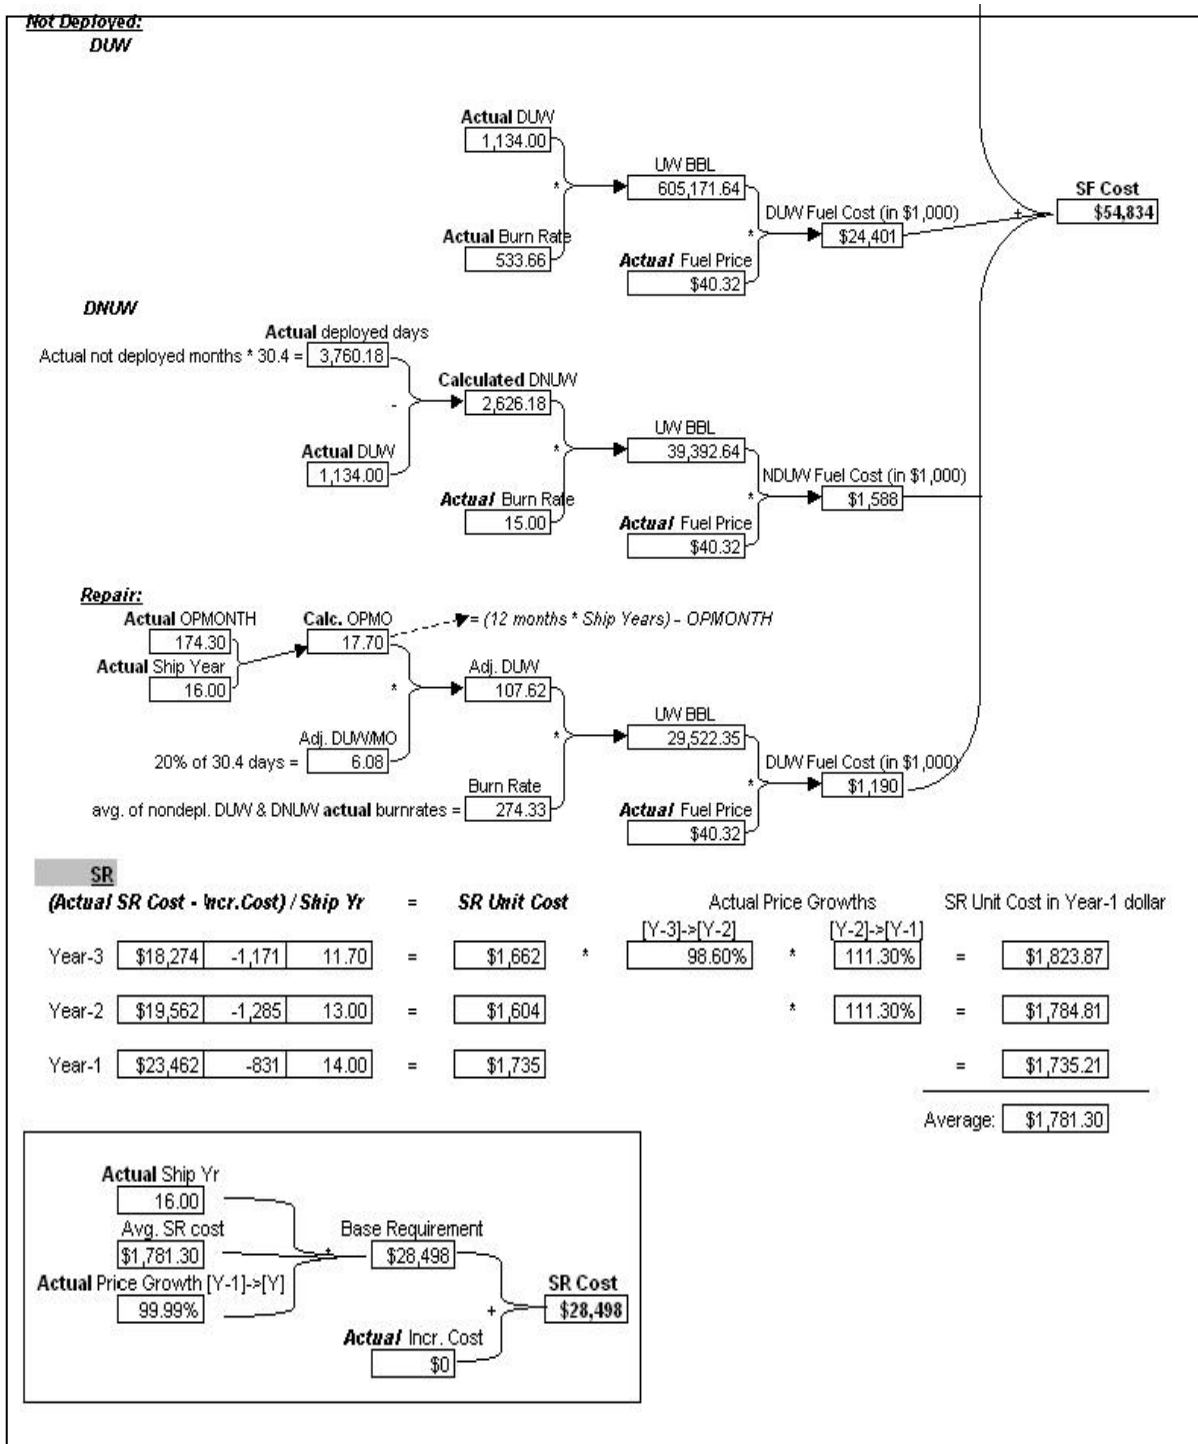 Not Deployed:
DUW
Actual DUW
1,134.00
UW BBL
* 605,171.64
SF Cost
DUW Fuel Cost (in $1,000) + $54,834
Actual Burn Rate * $24,401
533.66 Actual Fuel Price
$40.32
DNUW
Actual deployed days
Actual not deployed months * 30.4 = 3,760.18
Calculated DNUW
- 2,626.18
UW BBL
Actual DUW * 39,392.64
1,134.00 NDUW Fuel Cost (in $1,000)
Actual Burn Rate * $1,588
15.00 Actual Fuel Price
$40.32
Repair:
Actual OPMONTH Calc. OPMO = (12 months * Ship Years) - OPMONTH
174.30 17.70
Actual Ship Year Adj. DUW
16.00 * 107.62
UW BBL
Adj. DUW/MO * 29,522.35
20% of 30.4 days = 6.08 DUW Fuel Cost (in $1,000)
Burn Rate * $1,190
avg. of nondepl. DUW & DNUW actual burnrates = 274.33 Actual Fuel Price
$40.32
SR
(Actual SR Cost - Incr.Cost) / Ship Yr = SR Unit Cost Actual Price Growths SR Unit Cost in Year-1 dollar
[Y-3]->[Y-2] [Y-2]->[Y-1]
Year-3 $18,274 -1,171 11.70 = $1,662 * 98.60% * 111.30% = $1,823.87
Year-2 $19,562 -1,285 13.00 = $1,604 * 111.30% = $1,784.81
Year-1 $23,462 -831 14.00 = $1,735 = $1,735.21
Average: $1,781.30
Actual Ship Yr
16.00
Avg. SR cost Base Requirement
$1,781.30 * $28,498
Actual Price Growth [Y-1]->[Y] SR Cost
99.99% + $28,498
Actual Incr. Cost
$0